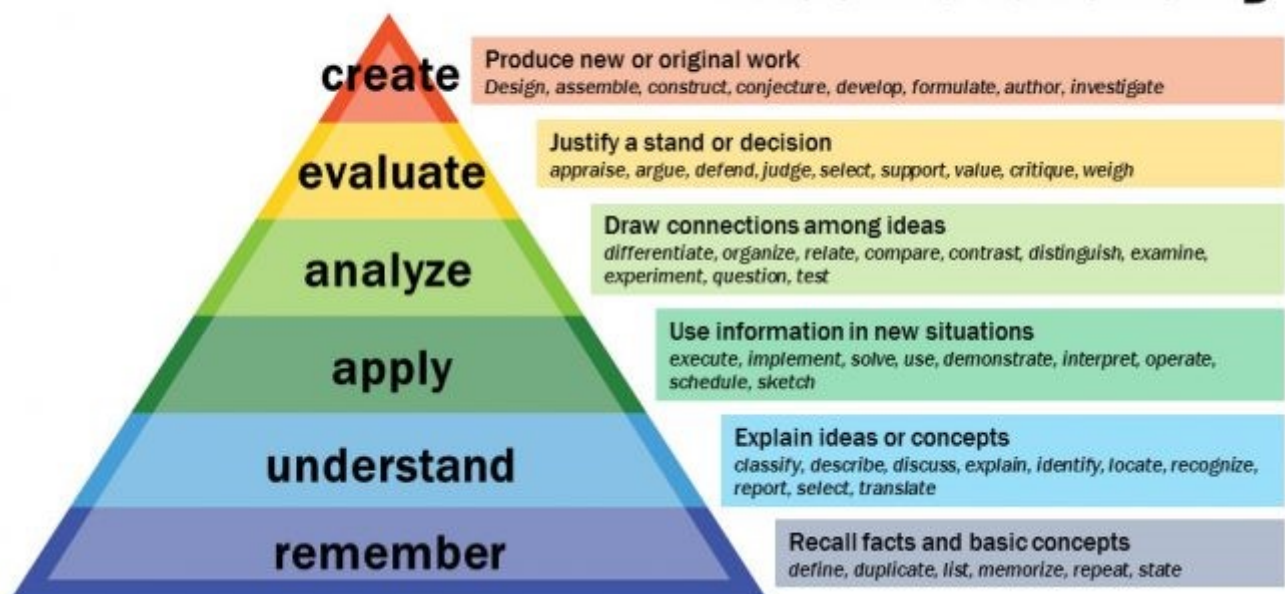 create
Produce new or original work
Design, assemble, construct, conjecture, develop, formulate, author, investigate
evaluate
Justify a stand or decision
appraise, argue, defend, judge, select, support, value, critique, weigh
analyze
Draw connections among ideas
differentiate, organize, relate, compare, contrast, distinguish, examine,
experiment, question, test
apply
Use information in new situations
execute, implement, solve, use, demonstrate, interpret, operate,
schedule, sketch
understand
Explain ideas or concepts
classify, describe, discuss, explain, identify, locate, recognize,
report, select, translate
remember
Recall facts and basic concepts
define, duplicate, list, memorize, repeat, state